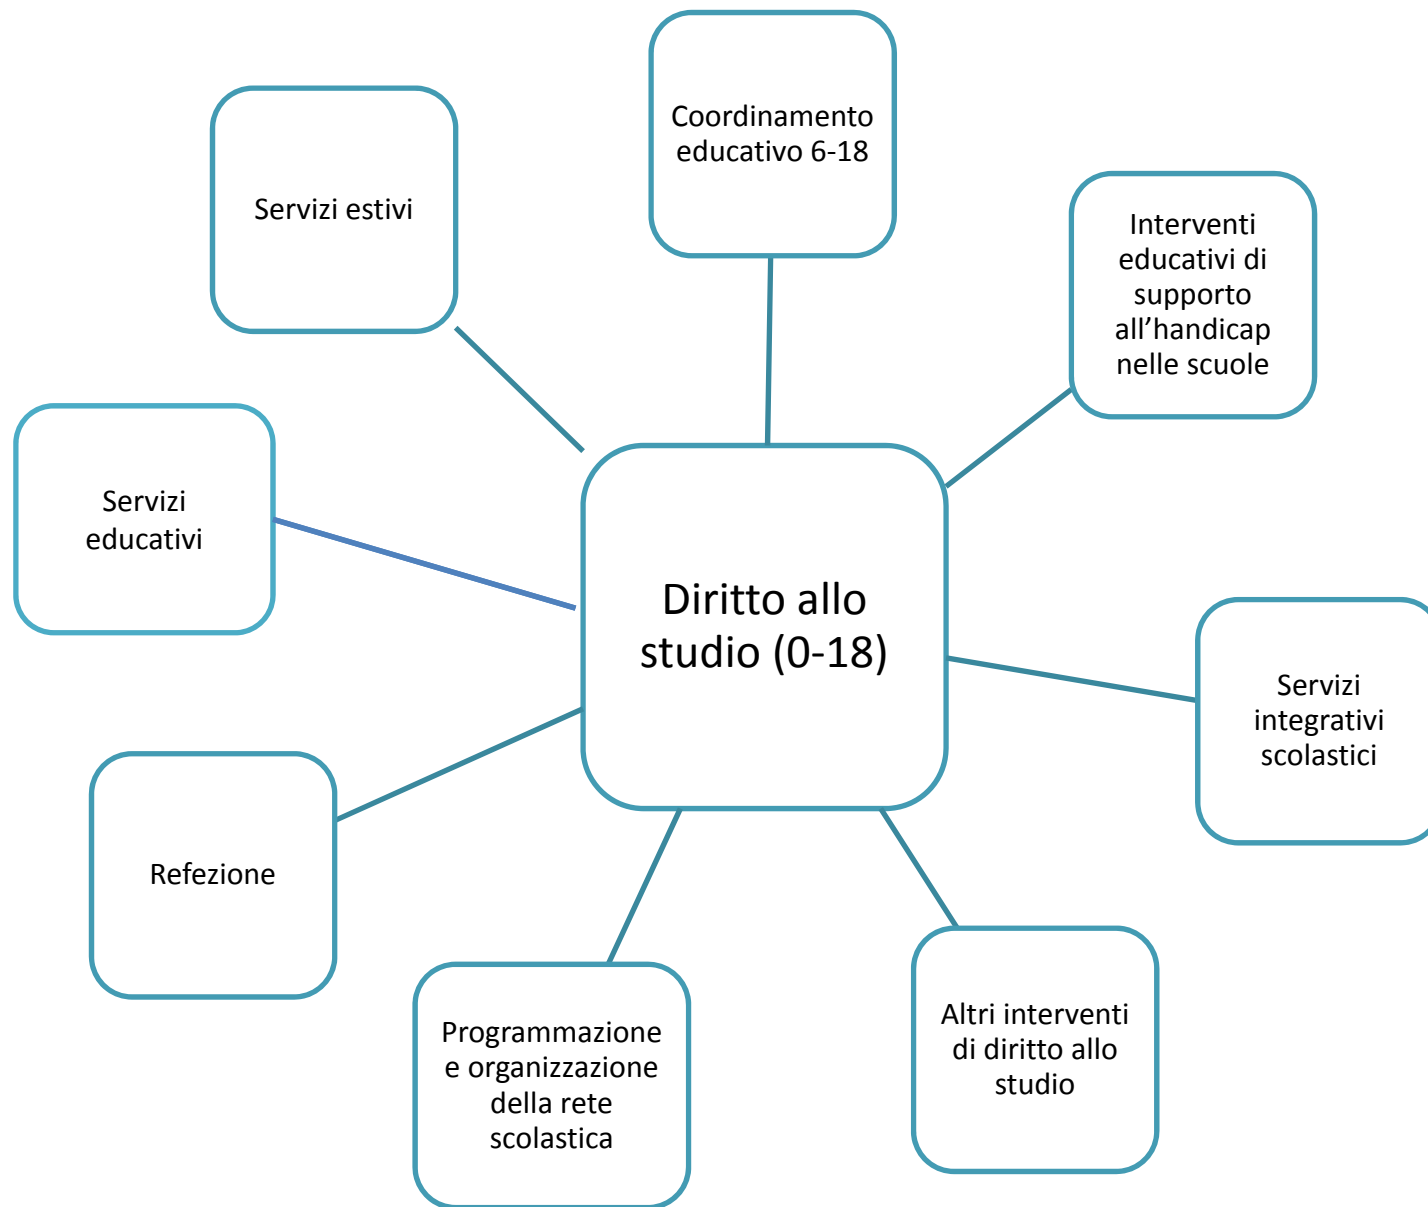 Coordinamento
educativo 6-18
Servizi estivi
Interventi
educativi di
supporto
all’handicap
nelle scuole
Servizi
educativi
Diritto allo
studio (0-18)
Servizi
integrativi
scolastici
Refezione
Programmazione
e organizzazione
della rete
scolastica
Altri interventi
di diritto allo
studio